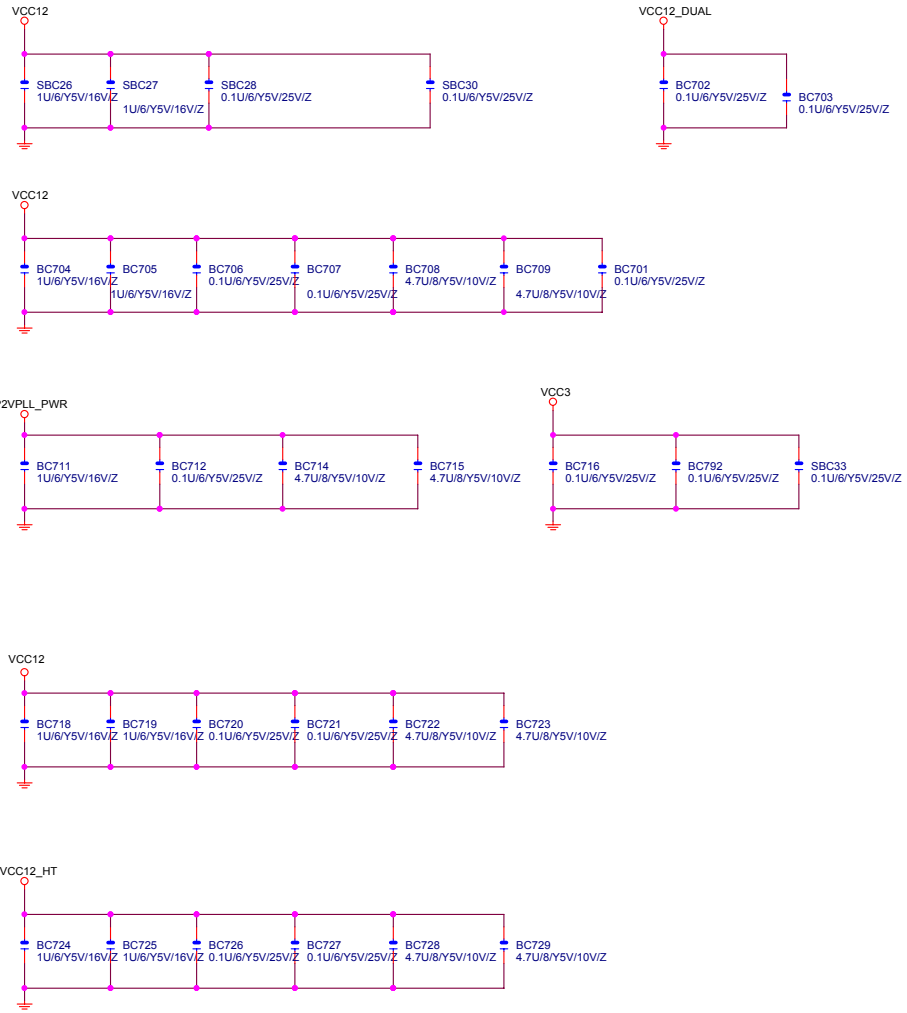 VCC12
SBC26
1U/6/Y5V/16V/Z
SBC27
1U/6/Y5V/16V/Z
SBC28
0.1U/6/Y5V/25V/Z
SBC30
0.1U/6/Y5V/25V/Z
VCC12_DUAL
BC702
0.1U/6/Y5V/25V/Z
BC703
0.1U/6/Y5V/25V/Z
VCC12
BC704
1U/6/Y5V/16V/Z
BC705
1U/6/Y5V/16V/Z
BC706
0.1U/6/Y5V/25V/Z
BC707
0.1U/6/Y5V/25V/Z
BC708
4.7U/8/Y5V/10V/Z
BC709
4.7U/8/Y5V/10V/Z
BC701
0.1U/6/Y5V/25V/Z
2VPLL_PWR
BC711
1U/6/Y5V/16V/Z
BC712
0.1U/6/Y5V/25V/Z
BC714
4.7U/8/Y5V/10V/Z
BC715
4.7U/8/Y5V/10V/Z
VCC3
BC716
0.1U/6/Y5V/25V/Z
BC792
0.1U/6/Y5V/25V/Z
SBC33
0.1U/6/Y5V/25V/Z
VCC12
BC718
1U/6/Y5V/16V/Z
BC719
1U/6/Y5V/16V/Z
BC720
0.1U/6/Y5V/25V/Z
BC721
0.1U/6/Y5V/25V/Z
BC722
4.7U/8/Y5V/10V/Z
BC723
4.7U/8/Y5V/10V/Z
VCC12_HT
BC724
1U/6/Y5V/16V/Z
BC725
1U/6/Y5V/16V/Z
BC726
0.1U/6/Y5V/25V/Z
BC727
0.1U/6/Y5V/25V/Z
BC728
4.7U/8/Y5V/10V/Z
BC729
4.7U/8/Y5V/10V/Z